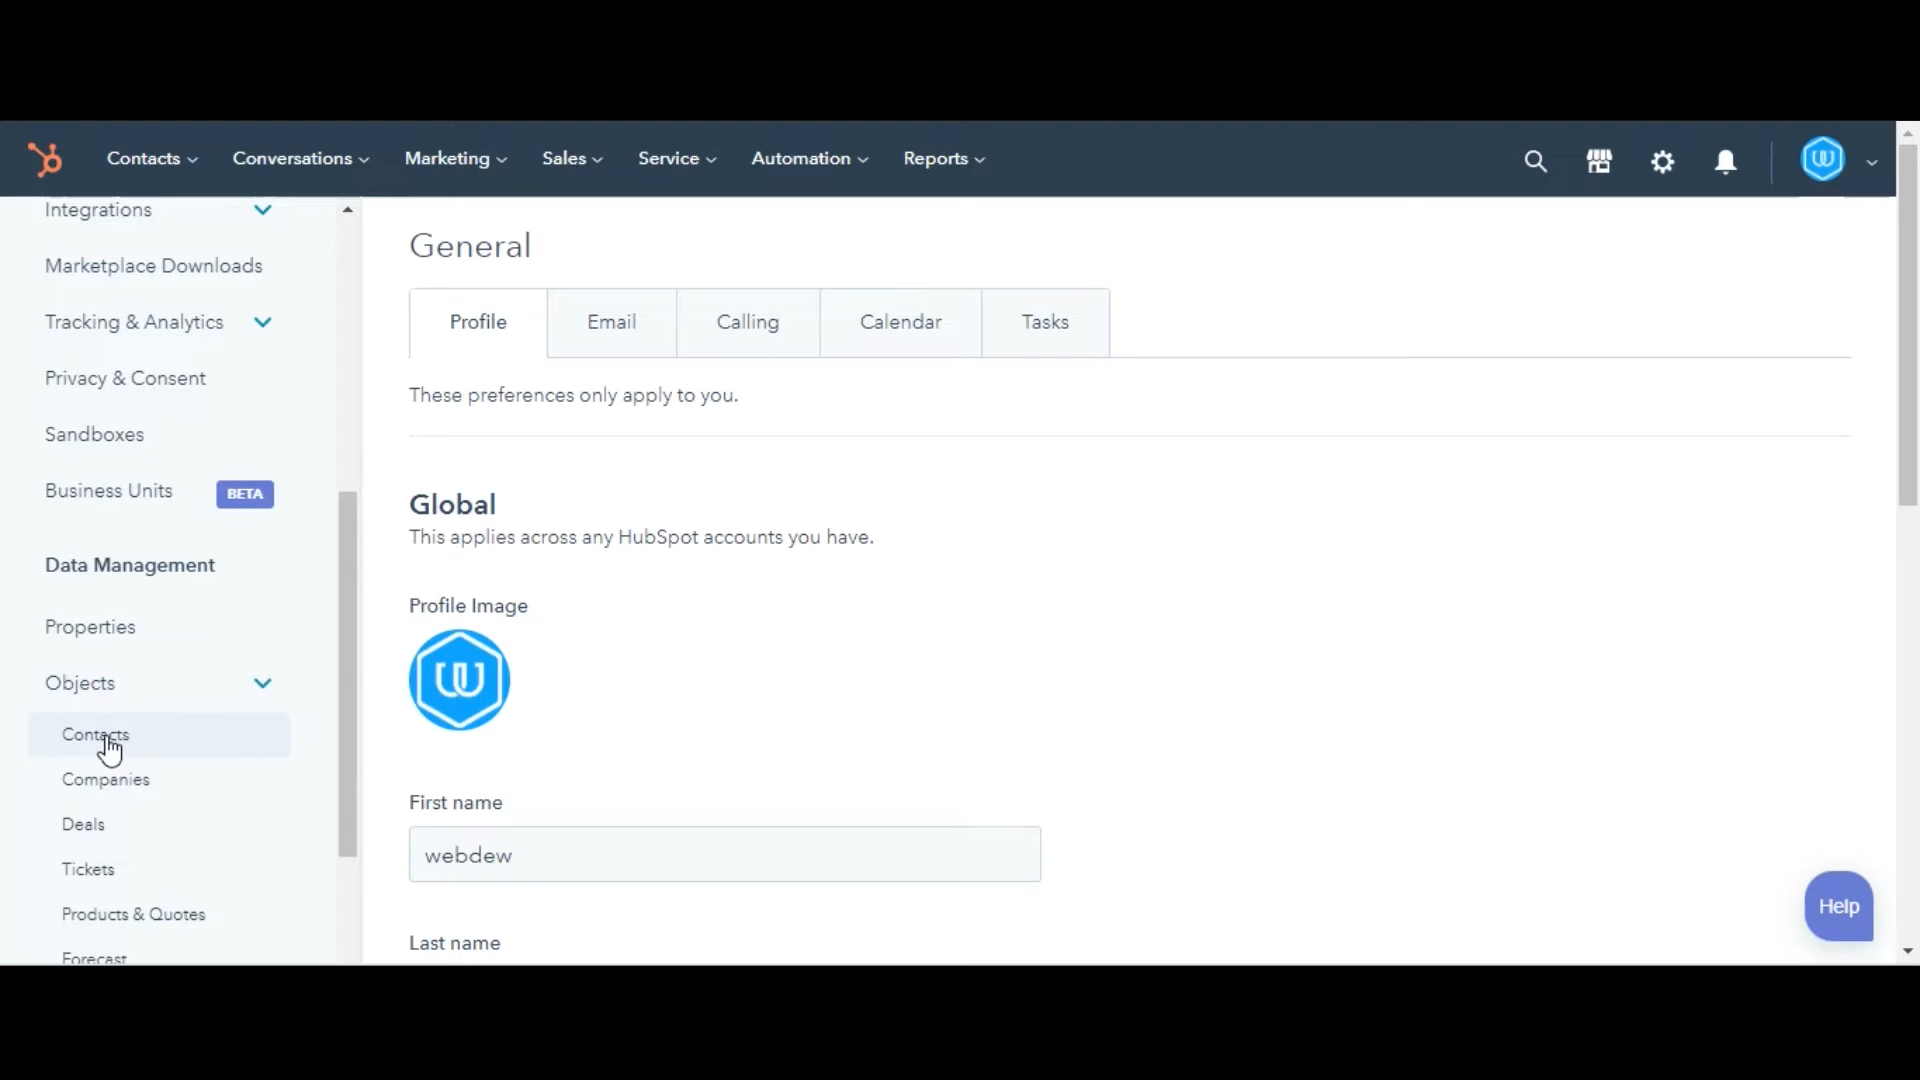 Contacts
Conversations
Marketing
Sales
Service
Automation
Reports
Integrations
Marketplace Downloads
Tracking & Analytics
Privacy & Consent
Sandboxes
Business Units BETA
Data Management
Properties
Objects
Contacts
Companies
Deals
Tickets
Products & Quotes
Forecast
General
Profile
Email
Calling
Calendar
Tasks
These preferences only apply to you.
Global
This applies across any HubSpot accounts you have.
Profile Image
First name
webdew
Last name
Help